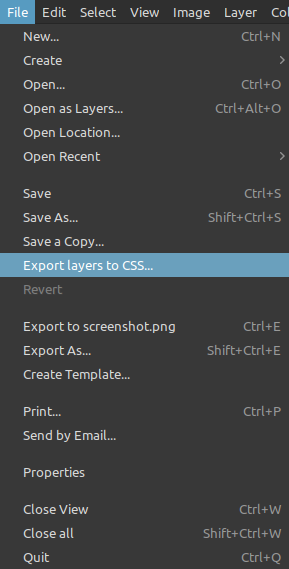 File Edit Select View Image Layer Col
New... Ctrl+N
Create
Open... Ctrl+O
Open as Layers... Ctrl+Alt+O
Open Location...
Open Recent
Save Ctrl+S
Save As... Shift+Ctrl+S
Save a Copy...
Export layers to CSS...
Revert
Export to screenshot.png Ctrl+E
Export As... Shift+Ctrl+E
Create Template...
Print... Ctrl+P
Send by Email...
Properties
Close View Ctrl+W
Close all Shift+Ctrl+W
Quit Ctrl+Q